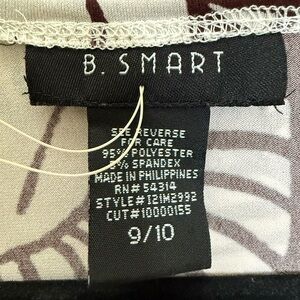 B. SMART
SEE REVERSE
FOR CARE
95% POLYESTER
5% SPANDEX
MADE IN PHILIPPINES
RN# 54314
STYLE# I21M2992
CUT#10000155
9/10